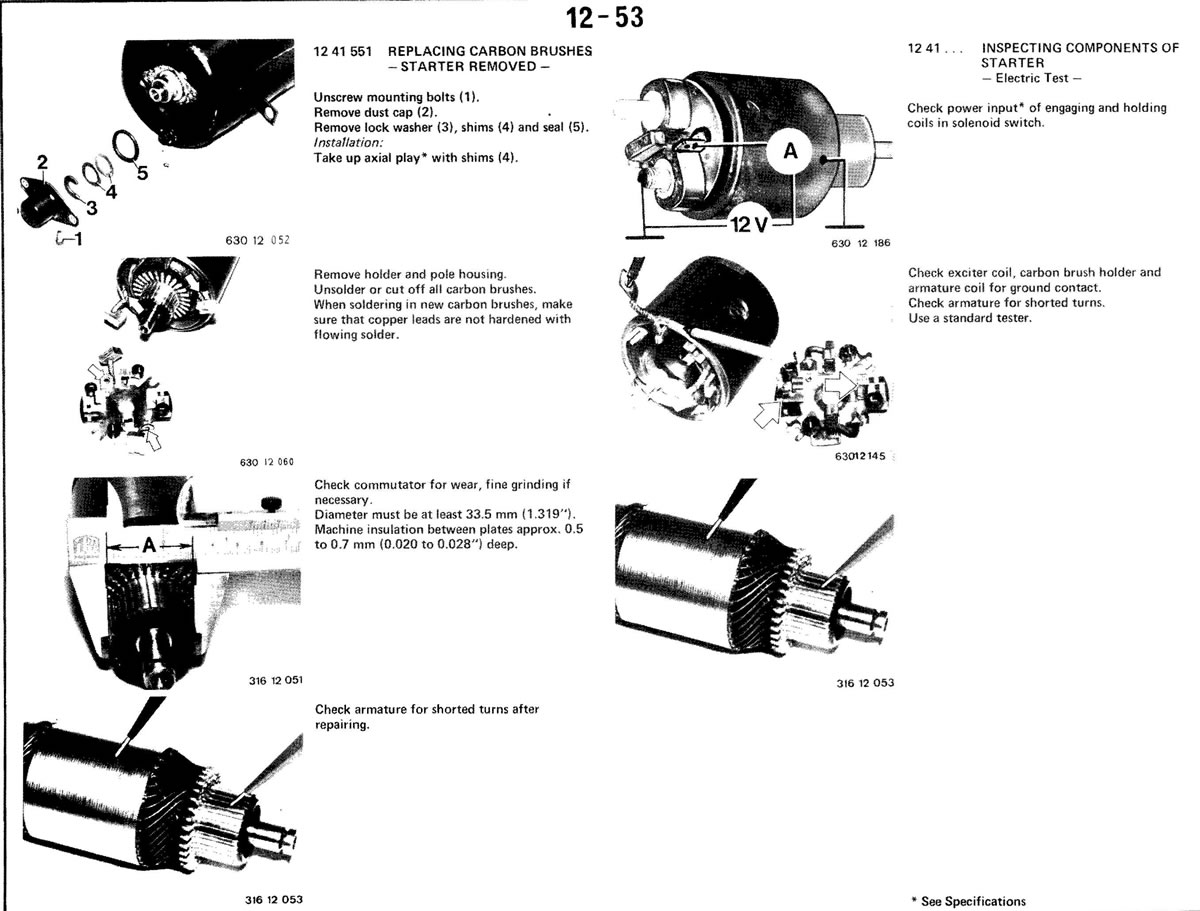 12-53
12 41 551 REPLACING CARBON BRUSHES
– STARTER REMOVED –
Unscrew mounting bolts (1).
Remove dust cap (2).
Remove lock washer (3), shims (4) and seal (5).
Installation:
Take up axial play* with shims (4).
2
5
4
3
1
630 12 052
Remove holder and pole housing.
Unsolder or cut off all carbon brushes.
When soldering in new carbon brushes, make
sure that copper leads are not hardened with
flowing solder.
630 12 060
Check commutator for wear, fine grinding if
necessary.
Diameter must be at least 33.5 mm (1.319").
Machine insulation between plates approx. 0.5
to 0.7 mm (0.020 to 0.028") deep.
A
316 12 051
Check armature for shorted turns after
repairing.
316 12 053
12 41 . . . INSPECTING COMPONENTS OF
STARTER
– Electric Test –
Check power input* of engaging and holding
coils in solenoid switch.
A
12 V
630 12 186
Check exciter coil, carbon brush holder and
armature coil for ground contact.
Check armature for shorted turns.
Use a standard tester.
630 12 145
316 12 053
* See Specifications